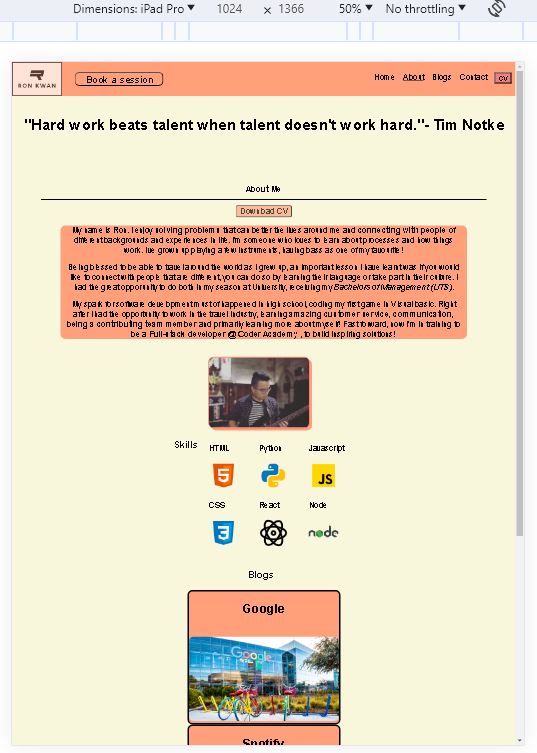 Dimensions: iPad Pro ▼ 1024 × 1366 50% ▼ No throttling ▼
RON KWAN
Book a session
Home About Blogs Contact CV
"Hard work beats talent when talent doesn't work hard."- Tim Notke
About Me
Download CV
My name is Ron. I enjoy solving problems that can better the lives around me and connecting with people of
different backgrounds and experiences in life. I'm someone who loves to learn about processes and how things
work. I've grown up playing a few instruments, having bass as one of my favourite!
Being blessed to be able to travel around the world as I grew up, an important lesson I have learnt was if you would
like to connect with people that are different, you can do so by learning their language or take part in their culture. I
had the great opportunity to do both in my season at University, receiving my Bachelors of Management (UTS).
My spark for software development must of happened in high school, coding my first game in Visual basic. Right
after I had the opportunity to work in the travel industry, learning amazing customer service, communication,
being a contributing team member and primarily learning more about myself! Fast forward, now I'm in training to
be a Full-stack developer @ Coder Academy , to build inspiring solutions!
Skills
HTML Python Javascript
5 JS
CSS React Node
3 node
Blogs
Google
Google
Spotify